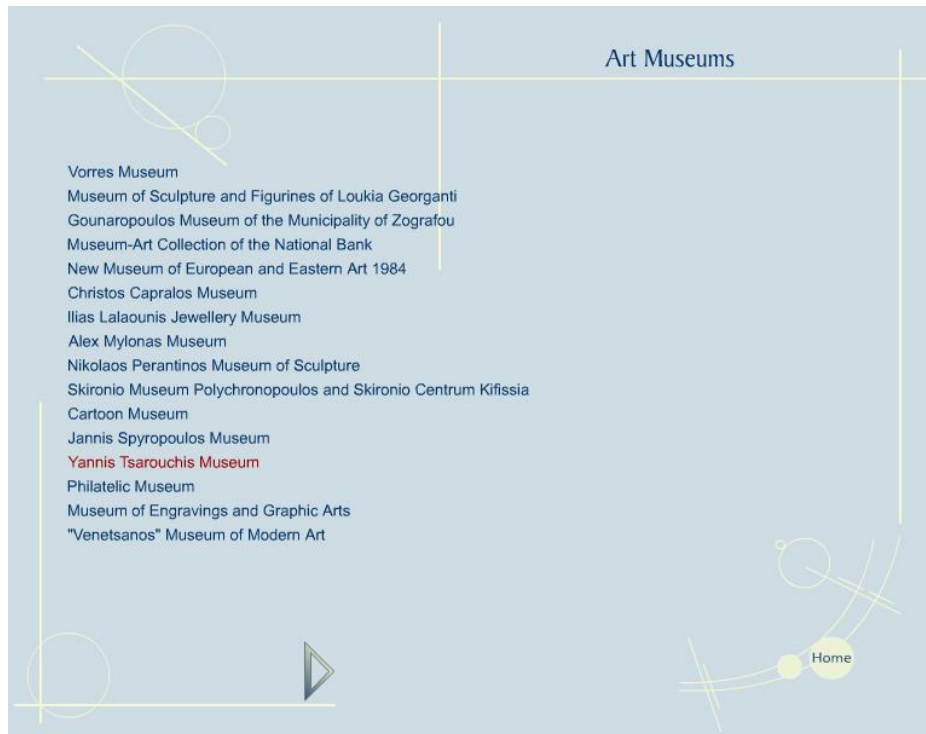 Art Museums
Vorres Museum
Museum of Sculpture and Figurines of Loukia Georganti
Gounaropoulos Museum of the Municipality of Zografou
Museum-Art Collection of the National Bank
New Museum of European and Eastern Art 1984
Christos Capralos Museum
Ilias Lalaounis Jewellery Museum
Alex Mylonas Museum
Nikolaos Perantinos Museum of Sculpture
Skironio Museum Polychronopoulos and Skironio Centrum Kifissia
Cartoon Museum
Jannis Spyropoulos Museum
Yannis Tsarouchis Museum
Philatelic Museum
Museum of Engravings and Graphic Arts
"Venetsanos" Museum of Modern Art
Home